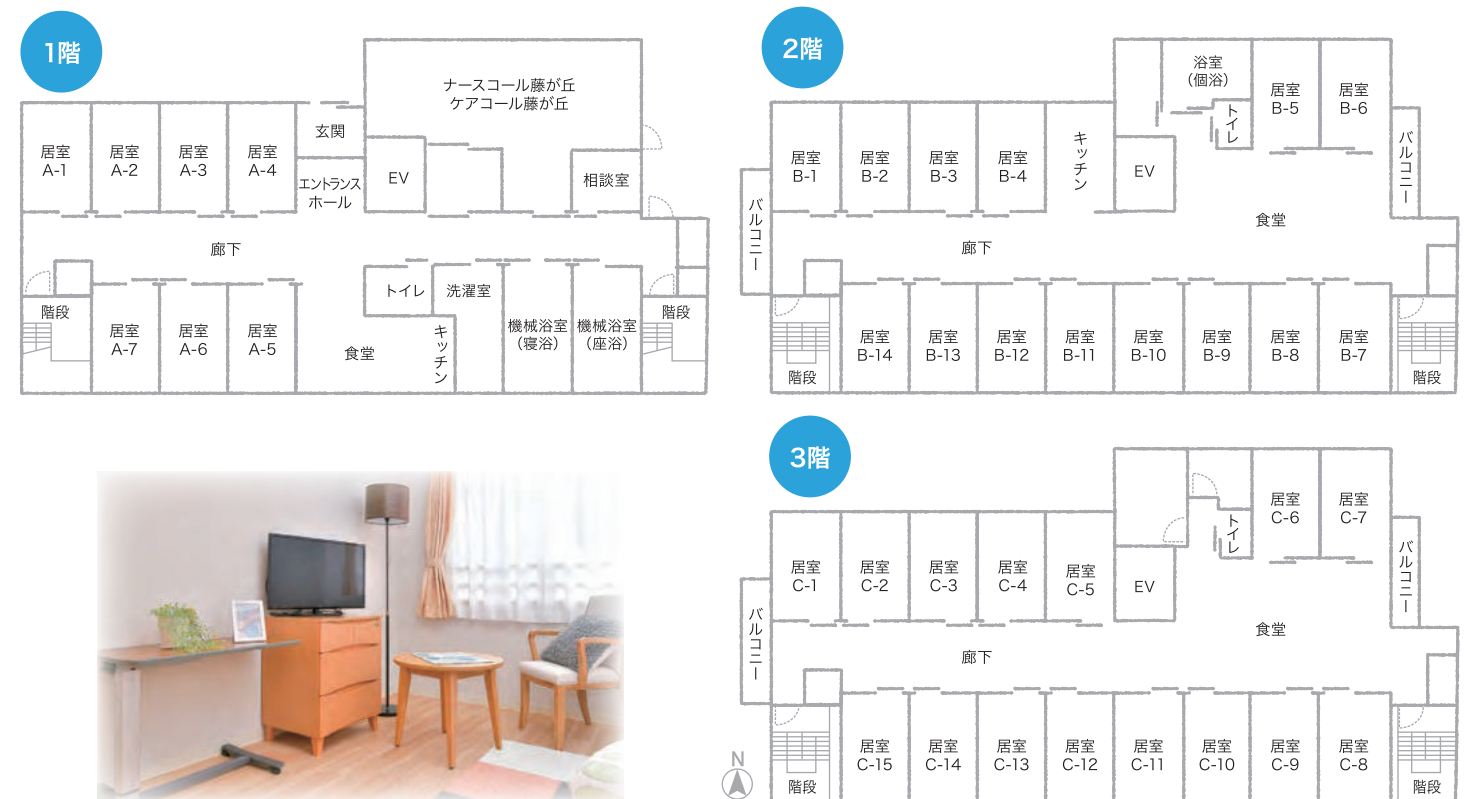 1階
ナースコール藤が丘
ケアコール藤が丘
玄関
居室
A-1
居室
A-2
居室
A-3
居室
A-4
エントランス
ホール
EV
相談室
廊下
階段
居室
A-7
居室
A-6
居室
A-5
食堂
トイレ
洗濯室
キッチン
機械浴室
（寝浴）
機械浴室
（座浴）
階段
2階
浴室
（個浴）
トイレ
居室
B-5
居室
B-6
バルコニー
居室
B-1
居室
B-2
居室
B-3
居室
B-4
キッチン
EV
バルコニー
廊下
食堂
階段
居室
B-14
居室
B-13
居室
B-12
居室
B-11
居室
B-10
居室
B-9
居室
B-8
居室
B-7
階段
3階
トイレ
居室
C-6
居室
C-7
バルコニー
居室
C-1
居室
C-2
居室
C-3
居室
C-4
居室
C-5
EV
バルコニー
廊下
食堂
階段
居室
C-15
居室
C-14
居室
C-13
居室
C-12
居室
C-11
居室
C-10
居室
C-9
居室
C-8
階段
N